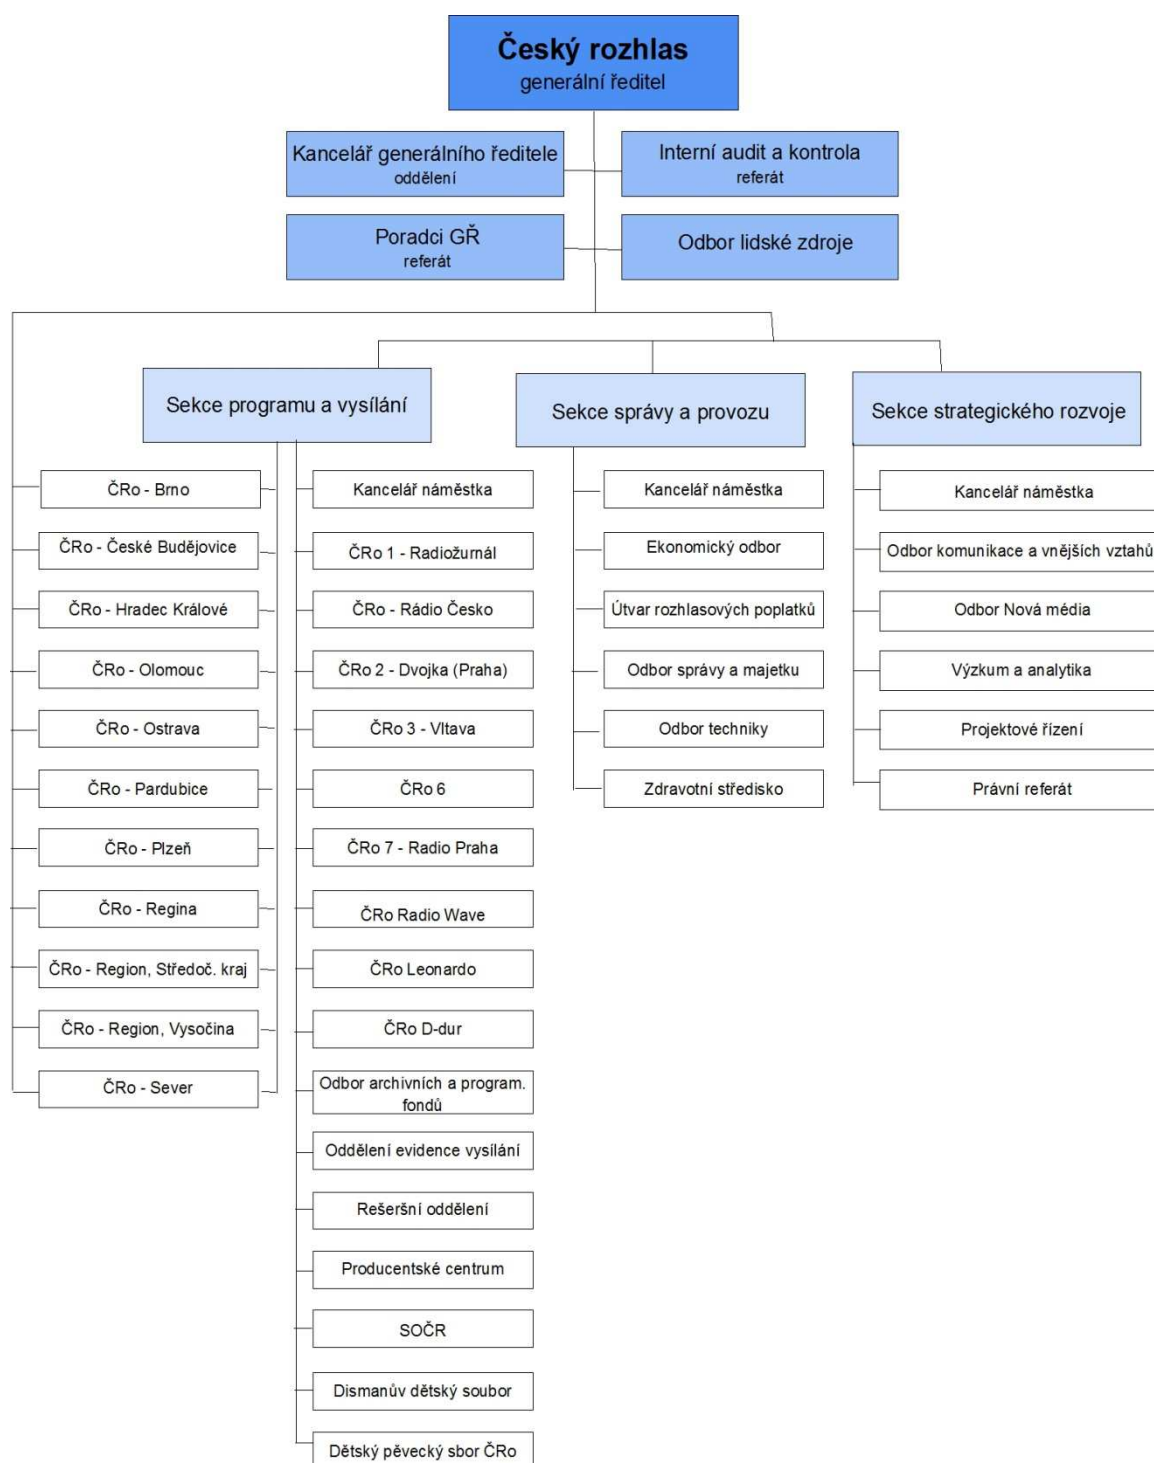 Český rozhlas
generální ředitel
Kancelář generálního ředitele
oddělení
Interní audit a kontrola
referát
Poradci GŘ
referát
Odbor lidské zdroje
Sekce programu a vysílání
Sekce správy a provozu
Sekce strategického rozvoje
ČRo - Brno
ČRo - České Budějovice
ČRo - Hradec Králové
ČRo - Olomouc
ČRo - Ostrava
ČRo - Pardubice
ČRo - Plzeň
ČRo - Regina
ČRo - Region, Středoč. kraj
ČRo - Region, Vysočina
ČRo - Sever
Kancelář náměstka
ČRo 1 - Radiožurnál
ČRo - Rádio Česko
ČRo 2 - Dvojka (Praha)
ČRo 3 - Vltava
ČRo 6
ČRo 7 - Radio Praha
ČRo Radio Wave
ČRo Leonardo
ČRo D-dur
Odbor archivních a program.
fondů
Oddělení evidence vysílání
Rešeršní oddělení
Producentské centrum
SOČR
Dismanův dětský soubor
Dětský pěvecký sbor ČRo
Kancelář náměstka
Ekonomický odbor
Útvar rozhlasových poplatků
Odbor správy a majetku
Odbor techniky
Zdravotní středisko
Kancelář náměstka
Odbor komunikace a vnějších vztahů
Odbor Nová média
Výzkum a analytika
Projektové řízení
Právní referát